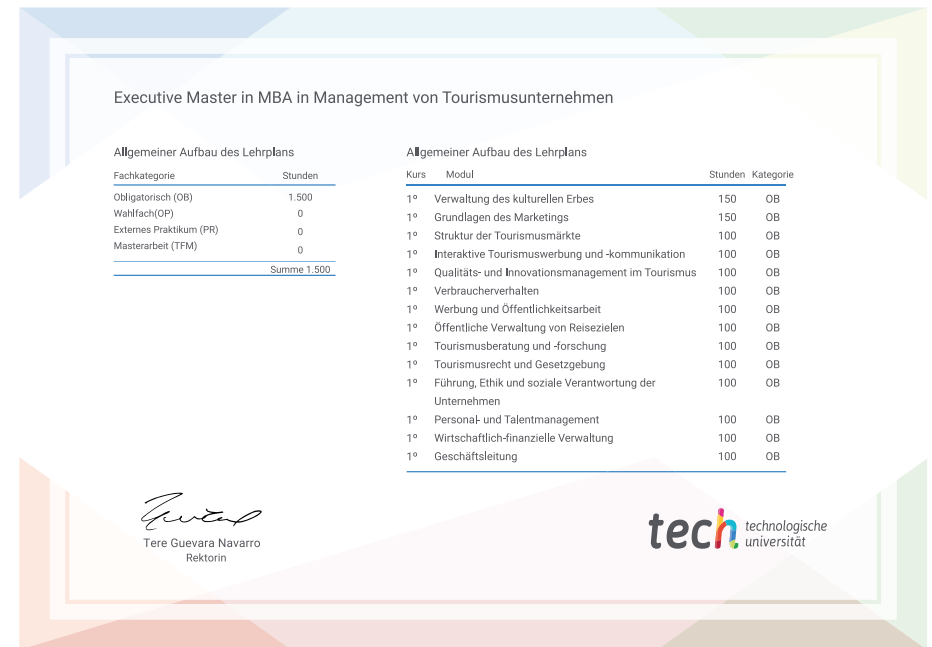 Executive Master in MBA in Management von Tourismusunternehmen
Allgemeiner Aufbau des Lehrplans
Fachkategorie Stunden
Obligatorisch (OB) 1.500
Wahlfach(OP) 0
Externes Praktikum (PR) 0
Masterarbeit (TFM) 0
Summe 1.500
Allgemeiner Aufbau des Lehrplans
Kurs Modul Stunden Kategorie
1º Verwaltung des kulturellen Erbes 150 OB
1º Grundlagen des Marketings 150 OB
1º Struktur der Tourismusmärkte 100 OB
1º Interaktive Tourismuswerbung und -kommunikation 100 OB
1º Qualitäts- und Innovationsmanagement im Tourismus 100 OB
1º Verbraucherverhalten 100 OB
1º Werbung und Öffentlichkeitsarbeit 100 OB
1º Öffentliche Verwaltung von Reisezielen 100 OB
1º Tourismusberatung und -forschung 100 OB
1º Tourismusrecht und Gesetzgebung 100 OB
1º Führung, Ethik und soziale Verantwortung der 100 OB
Unternehmen
1º Personal- und Talentmanagement 100 OB
1º Wirtschaftlich-finanzielle Verwaltung 100 OB
1º Geschäftsleitung 100 OB
Tere Guevara Navarro
Rektorin
tech technologische
universität